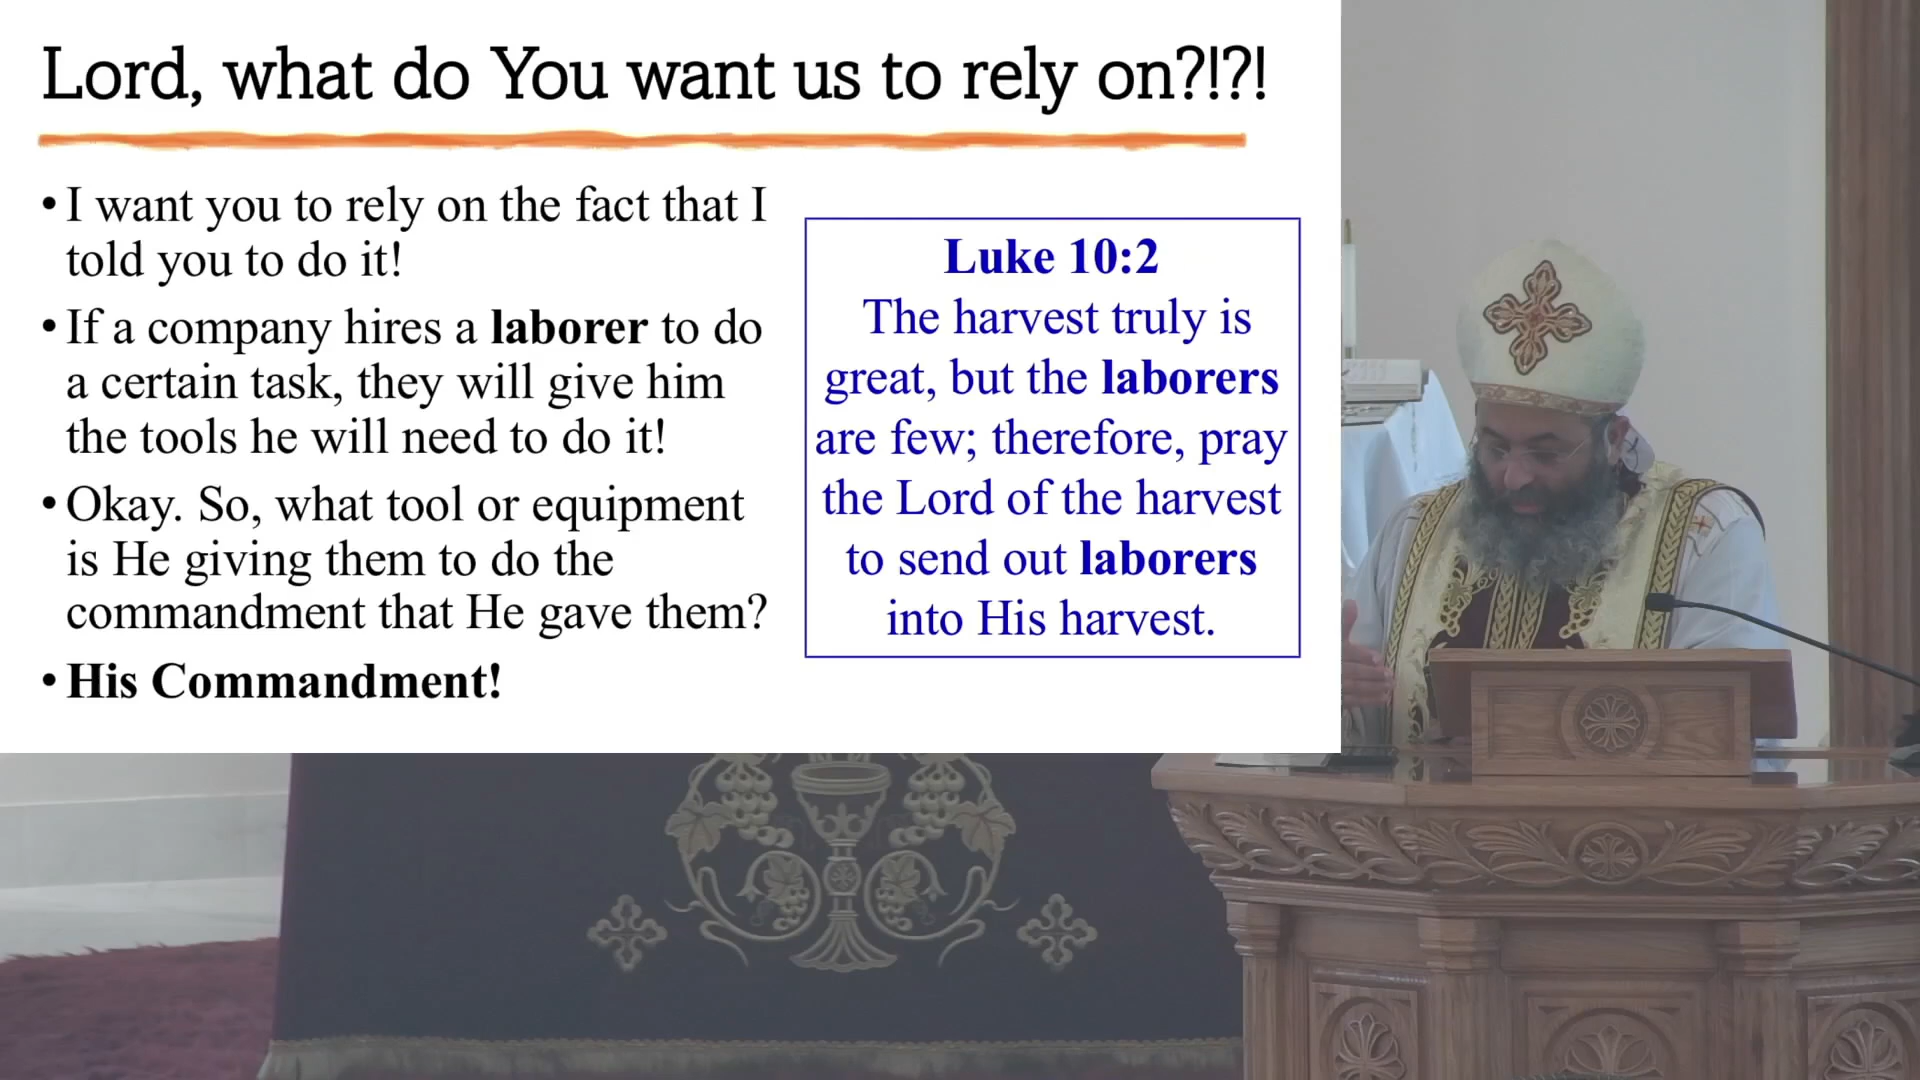 Lord, what do You want us to rely on?!?!
• I want you to rely on the fact that I
told you to do it!
• If a company hires a laborer to do
a certain task, they will give him
the tools he will need to do it!
• Okay. So, what tool or equipment
is He giving them to do the
commandment that He gave them?
• His Commandment!
Luke 10:2
The harvest truly is
great, but the laborers
are few; therefore, pray
the Lord of the harvest
to send out laborers
into His harvest.